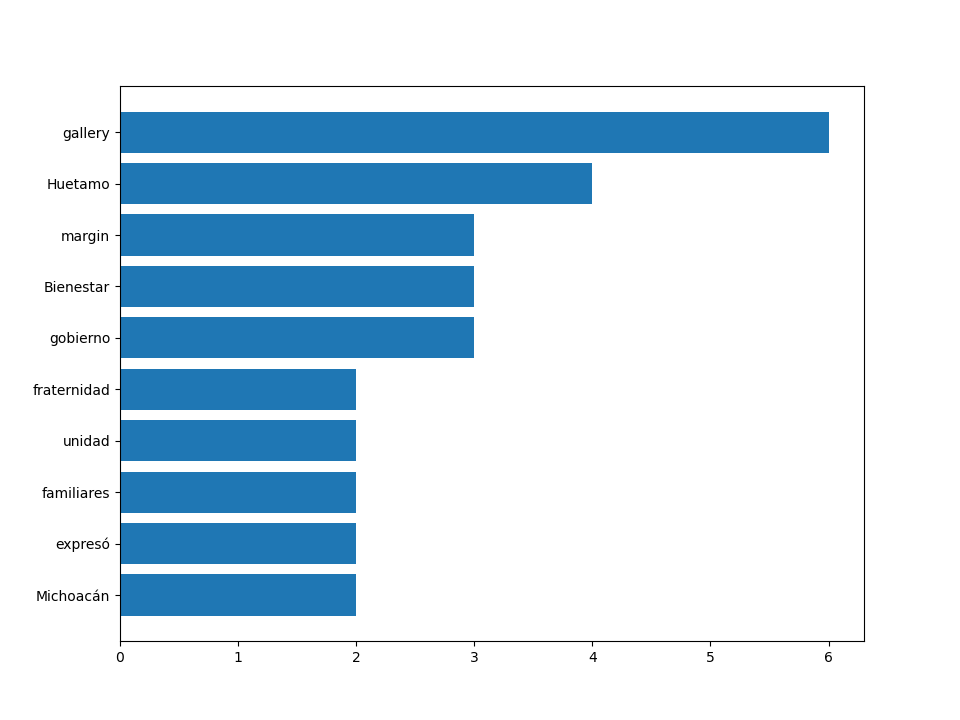 gallery
Huetamo
margin
Bienestar
gobierno
fraternidad
unidad
familiares
expresó
Michoacán
0 1 2 3 4 5 6